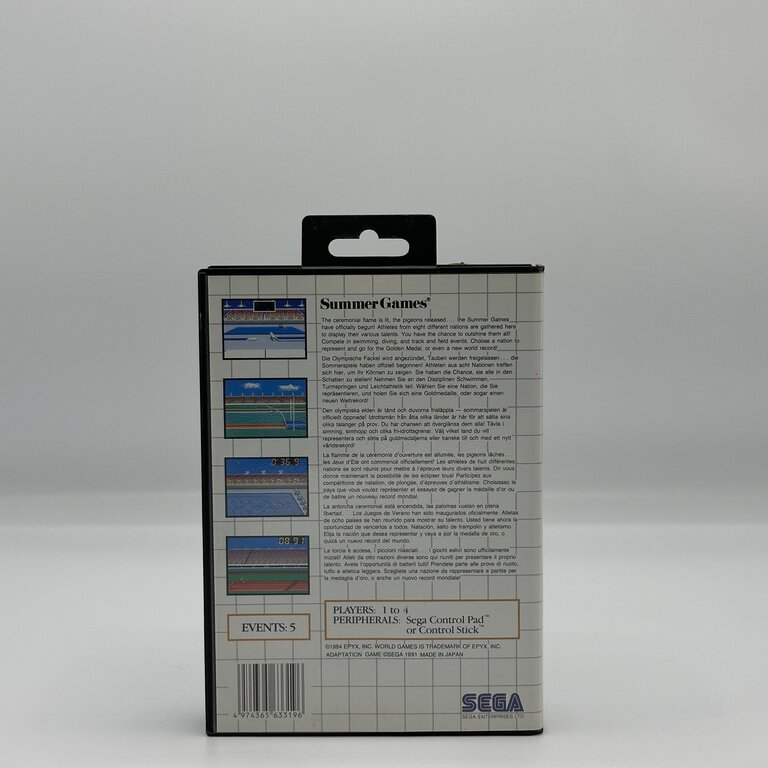 Summer Games®
The ceremonial flame is lit, the pigeons released . . . the Summer Games
have officially begun! Athletes from eight different nations are gathered here
to display their various talents. You have the chance to outshine them all!
Compete in swimming, diving, and track and field events. Choose a nation to
represent and go for the Golden Medal, or even a new world record!
Die Olympische Fackel wird angezündet, Tauben werden freigelassen . . . die
Sommerspiele haben offiziell begonnen! Athleten aus acht Nationen treffen
sich hier, um ihr Können zu zeigen. Sie haben die Chance, sie alle in den
Schatten zu stellen! Nehmen Sie an den Disziplinen Schwimmen,
Turmspringen und Leichtathletik teil. Wählen Sie eine Nation, die Sie
repräsentieren, und holen Sie sich eine Goldmedaille, oder sogar einen
neuen Weltrekord!
Den olympiska elden är tänd och duvorna frisläppta — sommarspelen är
officiellt öppnade! Idrottsmän från åtta olika länder är här för att sätta sina
olika talanger på prov. Du har chansen att överglänsa dem alla! Tävla i
simning, simhopp och olika fri-idrottsgrenar. Välj vilket land du vill
representera och sikta på guldmedaljerna eller kanske till och med ett nytt
världsrekord!
La flamme de la cérémonie d'ouverture est allumée, les pigeons lâchés -
les Jeux d'Eté ont commencé officiellement! Les athlètes de huit différentes
nations se sont réunis pour mettre à l'épreuve leurs divers talents. On vous
donne maintenant la possibilité de les éclipser tous! Participez aux
compétitions de natation, de plongée, d'épreuves d'athlétisme. Choisissez le
pays que vous voulez représenter et essayez de gagner la médaille d'or ou
de battre un nouveau record mondial.
La antorcha ceremonial está encendida, las palomas vuelan en plena
libertad . . . Los Juegos de Verano han sido inaugurados oficialmente. Atletas
de ocho países se han reunido para mostrar su talento. Usted tiene ahora la
oportunidad de vencerlos a todos. Natación, salto de trampolín y atletismo.
Elija la nación que desea representar y vaya a por la medalla de oro, o
quizá un nuevo récord del mundo.
La torcia è accesa, i piccioni rilasciati . . . i giochi estivi sono ufficialmente
iniziati! Atleti da otto nazioni diverse sono qui riuniti per presentare il proprio
talento. Avete l'opportunità di batterli tutti! Prendete parte alle prove di nuoto,
tuffo e atletica leggera. Scegliete una nazione da rappresentare e partite per
la medaglia d'oro, o anche un nuovo record mondiale!
0:36.9
08.91
EVENTS: 5
PLAYERS: 1 to 4
PERIPHERALS: Sega Control Pad™
or Control Stick™
©1984 EPYX, INC. WORLD GAMES IS TRADEMARK OF EPYX, INC.
ADAPTATION GAME ©SEGA 1991 MADE IN JAPAN
4 974365 633196
SEGA
SEGA ENTERPRISES LTD